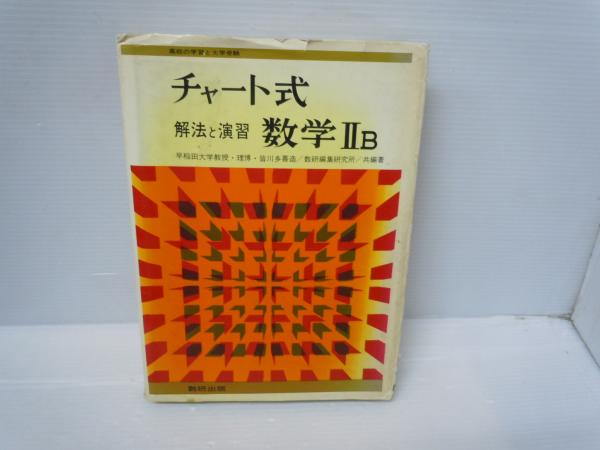 高校の学習と大学受験
チャート式
解法と演習 数学ⅡB
早稲田大学教授・理博・皆川多喜造／数研編集研究所／共編著
数研出版